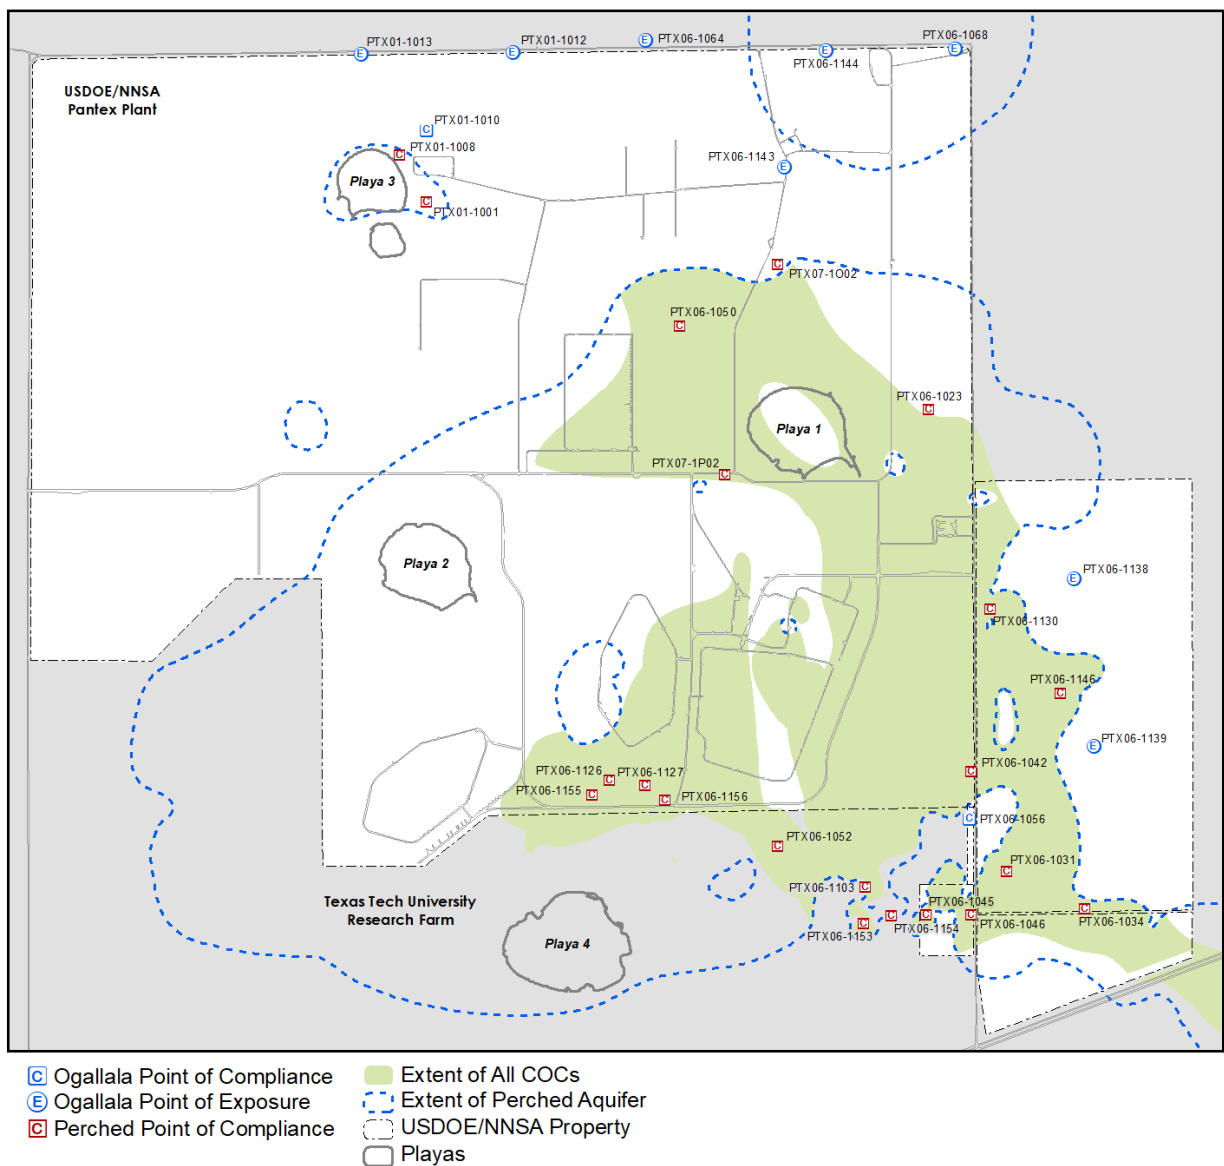 PTX01-1013
PTX01-1012
PTX06-1064
PTX06-1068
PTX06-1144
USDOE/NNSA
Pantex Plant
C PTX01-1010
C PTX01-1008
PTX06-1143
Playa 3
C PTX01-1001
PTX07-1O02
PTX06-1050
PTX06-1023
Playa 1
PTX07-1P02
Playa 2
E PTX06-1138
PTX06-1130
PTX06-1146
PTX06-1139
PTX06-1042
PTX06-1126
PTX06-1127
PTX06-1155
PTX06-1156
PTX06-1056
PTX06-1052
PTX06-1031
PTX06-1103
Texas Tech University
Research Farm
PTX06-1045
PTX06-1034
PTX06-1046
PTX06-1154
PTX06-1153
Playa 4
C Ogallala Point of Compliance
E Ogallala Point of Exposure
C Perched Point of Compliance
Extent of All COCs
Extent of Perched Aquifer
USDOE/NNSA Property
Playas